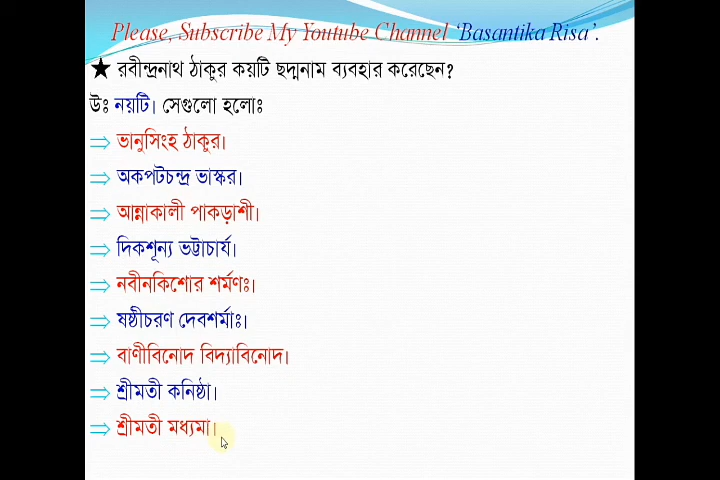 Please, Subscribe My Youtube Channel ‘Basantika Risa’.
★ রবীন্দ্রনাথ ঠাকুর কয়টি ছদ্মনাম ব্যবহার করেছেন?
উঃ নয়টি। সেগুলো হলোঃ
⇒ ভানুসিংহ ঠাকুর।
⇒ অকপটচন্দ্র ভাস্কর।
⇒ আন্নাকালী পাকড়াশী।
⇒ দিকশূন্য ভট্টাচার্য।
⇒ নবীনকিশোর শর্মণঃ।
⇒ ষষ্ঠীচরণ দেবশর্মাঃ।
⇒ বাণীবিনোদ বিদ্যাবিনোদ।
⇒ শ্রীমতী কনিষ্ঠা।
⇒ শ্রীমতী মধ্যমা।